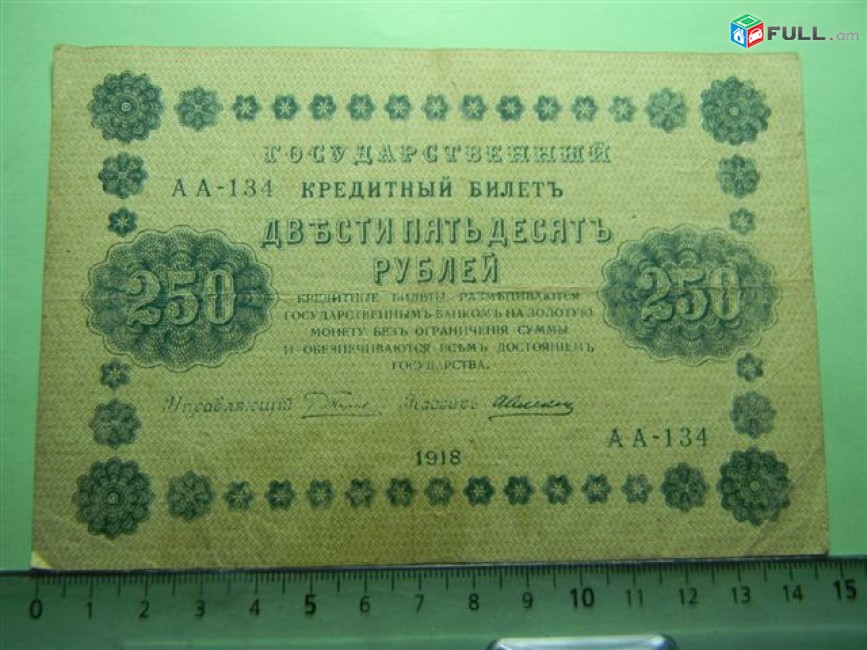 FULL.am
ГОСУДАРСТВЕННЫЙ
АА-134 КРЕДИТНЫЙ БИЛЕТЪ
ДВѢСТИ ПЯТЬДЕСЯТЪ
РУБЛЕЙ
250 250
КРЕДИТНЫЕ БИЛЕТЫ РАЗМѢНИВАЮТСЯ
ГОСУДАРСТВЕННЫМЪ БАНКОМЪ НА ЗОЛОТУЮ
МОНЕТУ БЕЗЪ ОГРАНИЧЕНІЯ СУММЫ
И ОБЕЗПЕЧИВАЮТСЯ ВСѢМЪ ДОСТОЯНІЕМЪ
ГОСУДАРСТВА.
Управляющій Кассиръ
АА-134
1918
0 1 2 3 4 5 6 7 8 9 10 11 12 13 14 15